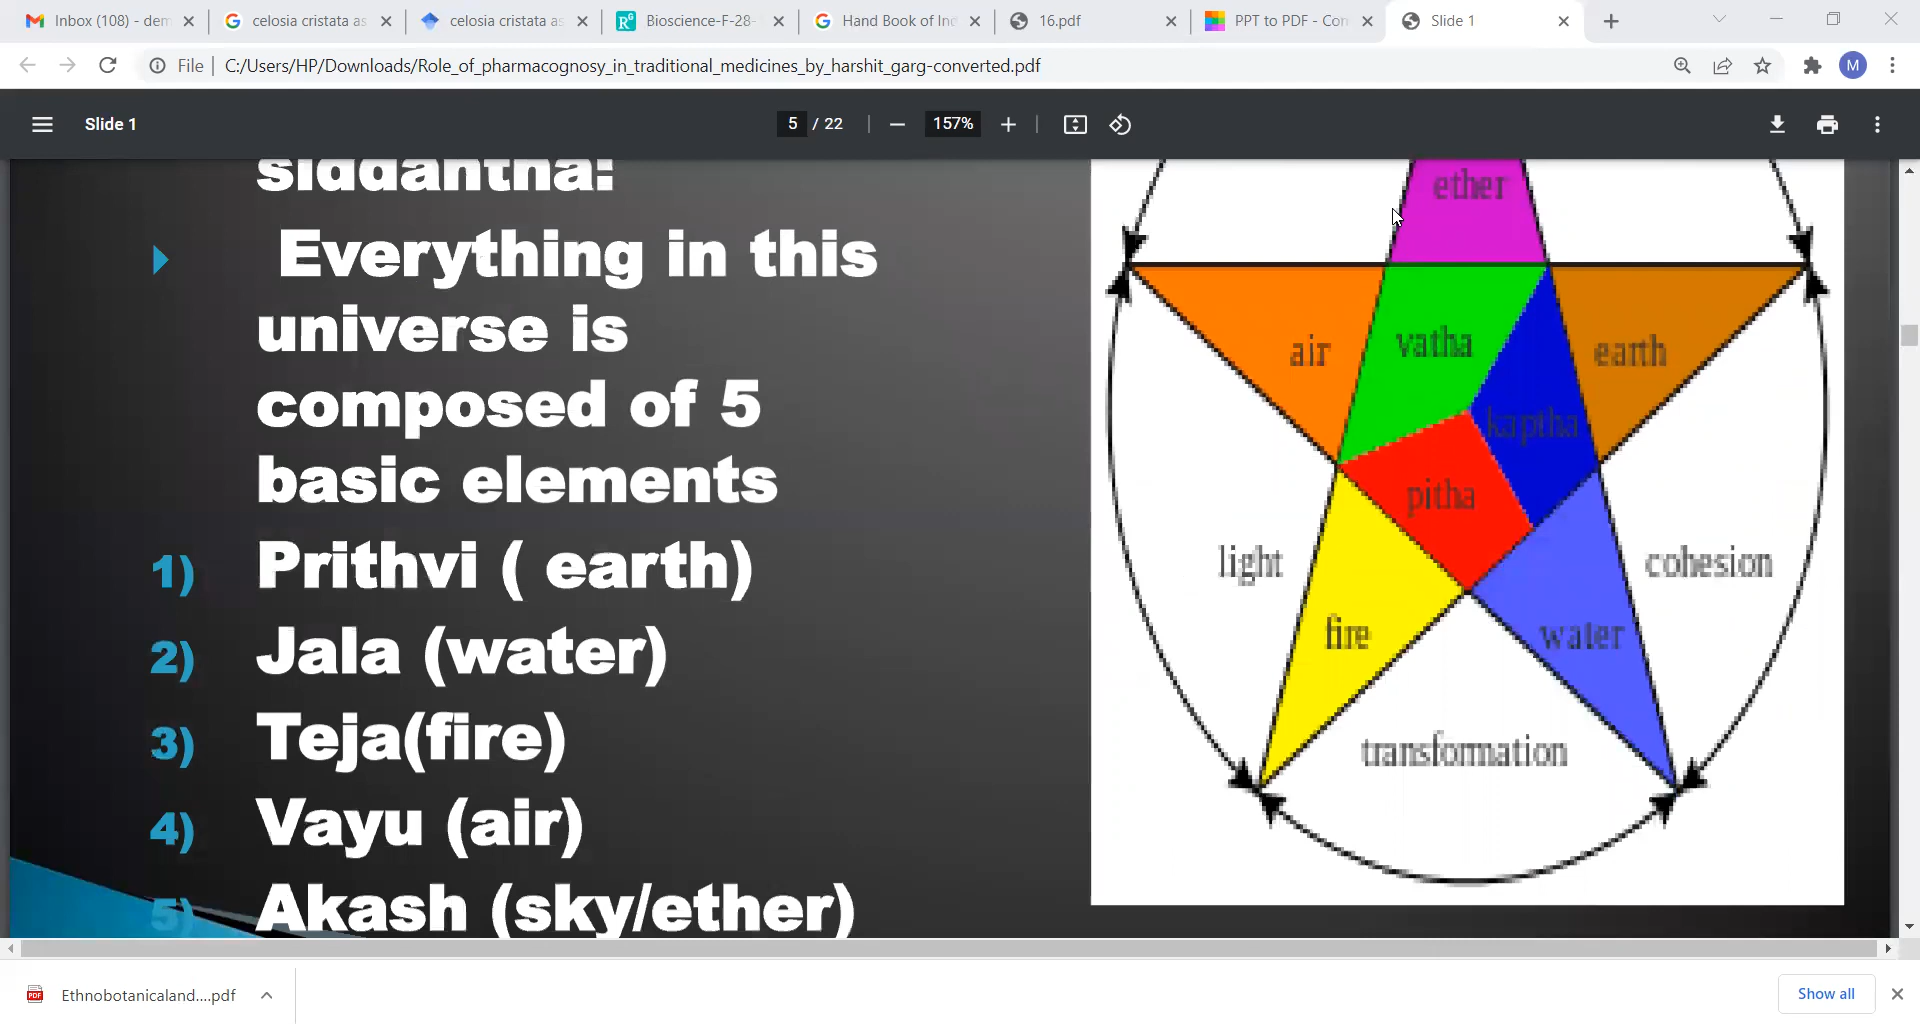 Inbox (108) - den
celosia cristata as
celosia cristata as
Bioscience-F-28-
Hand Book of Ind
16.pdf
PPT to PDF - Con
Slide 1
File
C:/Users/HP/Downloads/Role_of_pharmacognosy_in_traditional_medicines_by_harshit_garg-converted.pdf
M
Slide 1
5 / 22
157%
siddantha:
Everything in this
universe is
composed of 5
basic elements
1) Prithvi ( earth)
2) Jala (water)
3) Teja(fire)
4) Vayu (air)
5) Akash (sky/ether)
ether
air
vatha
earth
kaptha
pitha
light
cohesion
fire
water
transformation
Ethnobotanicaland....pdf
Show all